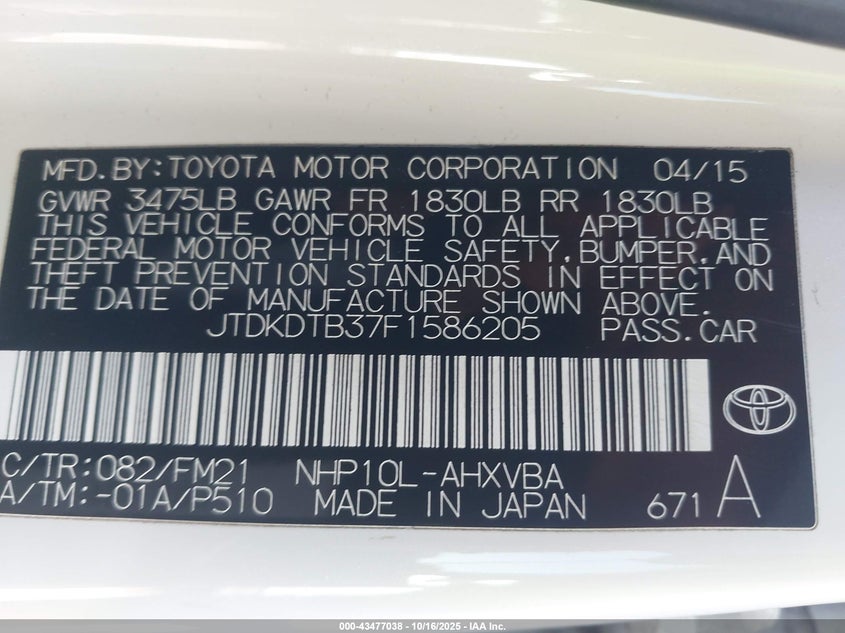 MFD.BY:TOYOTA MOTOR CORPORATION 04/15
GVWR 3475LB GAWR FR 1830LB RR 1830LB
THIS VEHICLE CONFORMS TO ALL APPLICABLE
FEDERAL MOTOR VEHICLE SAFETY,BUMPER,AND
THEFT PREVENTION STANDARDS IN EFFECT ON
THE DATE OF MANUFACTURE SHOWN ABOVE.
JTDKDTB37F1586205 PASS.CAR
C/TR:082/FM21 NHP10L-AHXVBA
A/TM:-01A/P510 MADE IN JAPAN 671 A
000-43477038 - 10/16/2025 - IAA Inc.